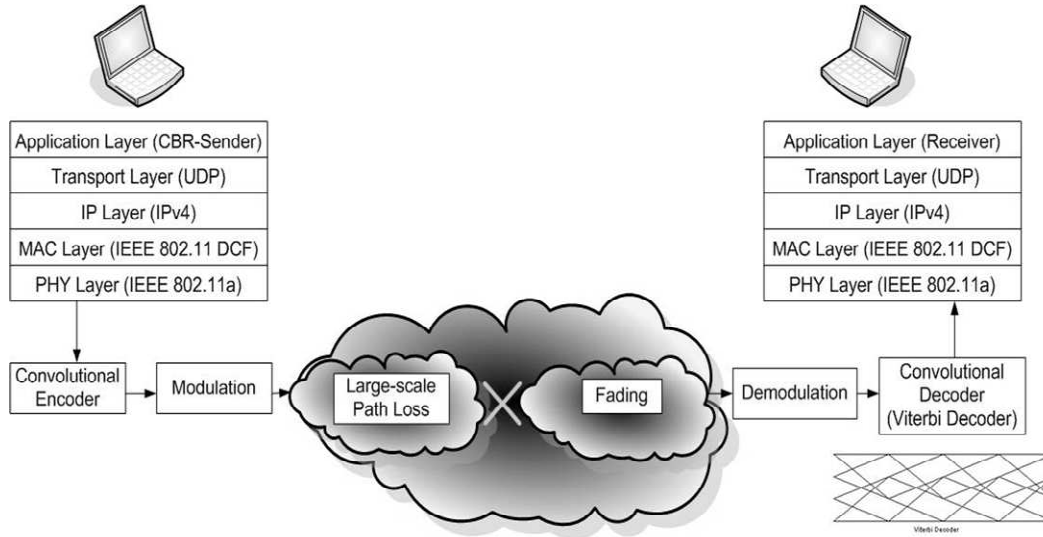 Application Layer (CBR-Sender)
Transport Layer (UDP)
IP Layer (IPv4)
MAC Layer (IEEE 802.11 DCF)
PHY Layer (IEEE 802.11a)
Application Layer (Receiver)
Transport Layer (UDP)
IP Layer (IPv4)
MAC Layer (IEEE 802.11 DCF)
PHY Layer (IEEE 802.11a)
Convolutional
Encoder
Modulation
Large-scale
Path Loss
Fading
Demodulation
Convolutional
Decoder
(Viterbi Decoder)
Viterbi Decoder